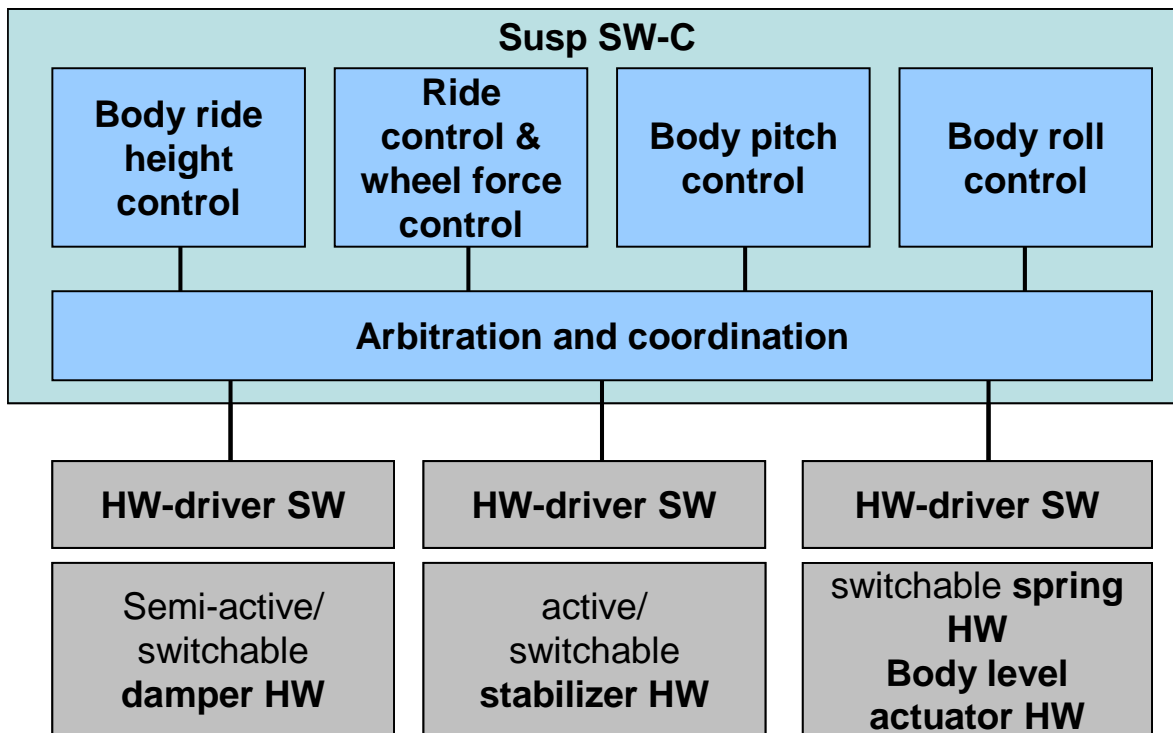 Susp SW-C
Body ride
height
control
Ride
control &
wheel force
control
Body pitch
control
Body roll
control
Arbitration and coordination
HW-driver SW
HW-driver SW
HW-driver SW
Semi-active/
switchable
damper HW
active/
switchable
stabilizer HW
switchable spring
HW
Body level
actuator HW